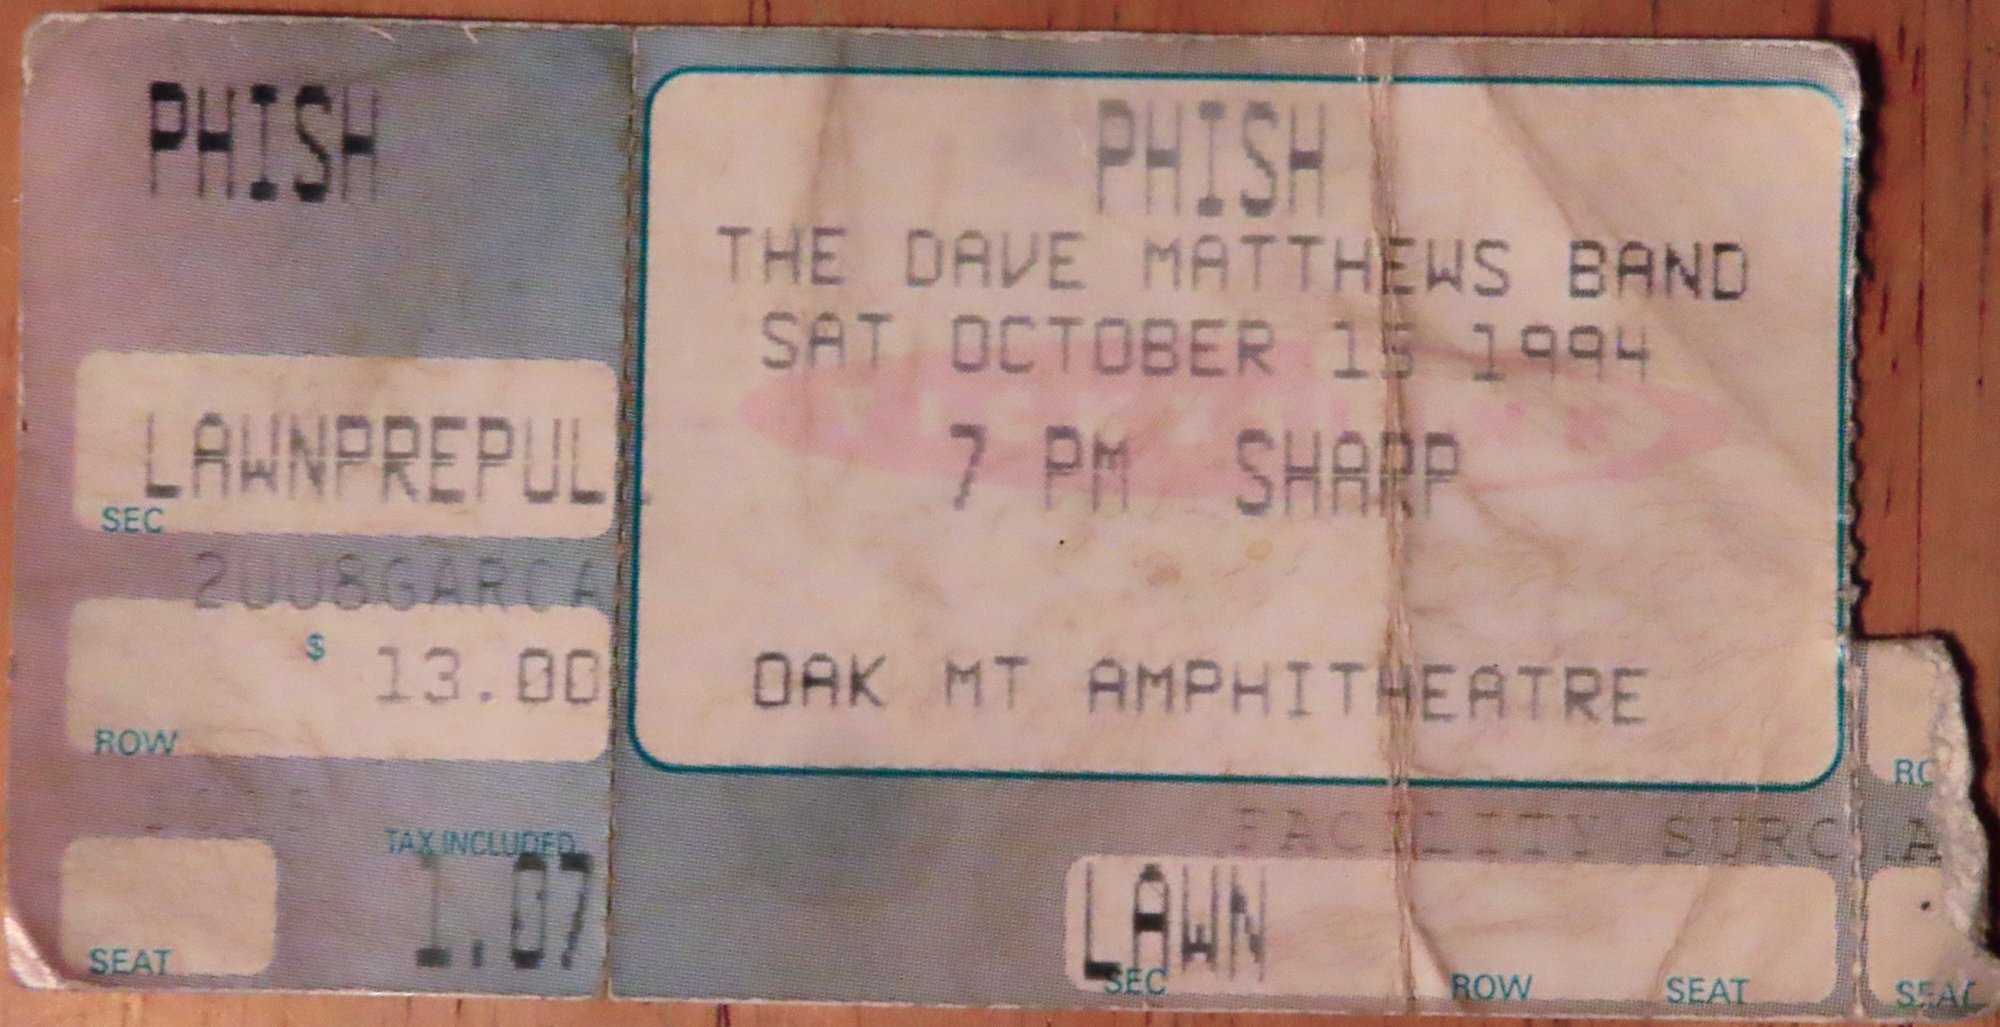 PHISH
LAWNPREPUL
SEC
2008GARCA
$ 13.00
ROW
TAX INCLUDED
1.07
SEAT
PHISH
THE DAVE MATTHEWS BAND
SAT OCTOBER 15 1994
7 PM SHARP
OAK MT AMPHITHEATRE
FACILITY SURC
LAWN
SEC ROW SEAT